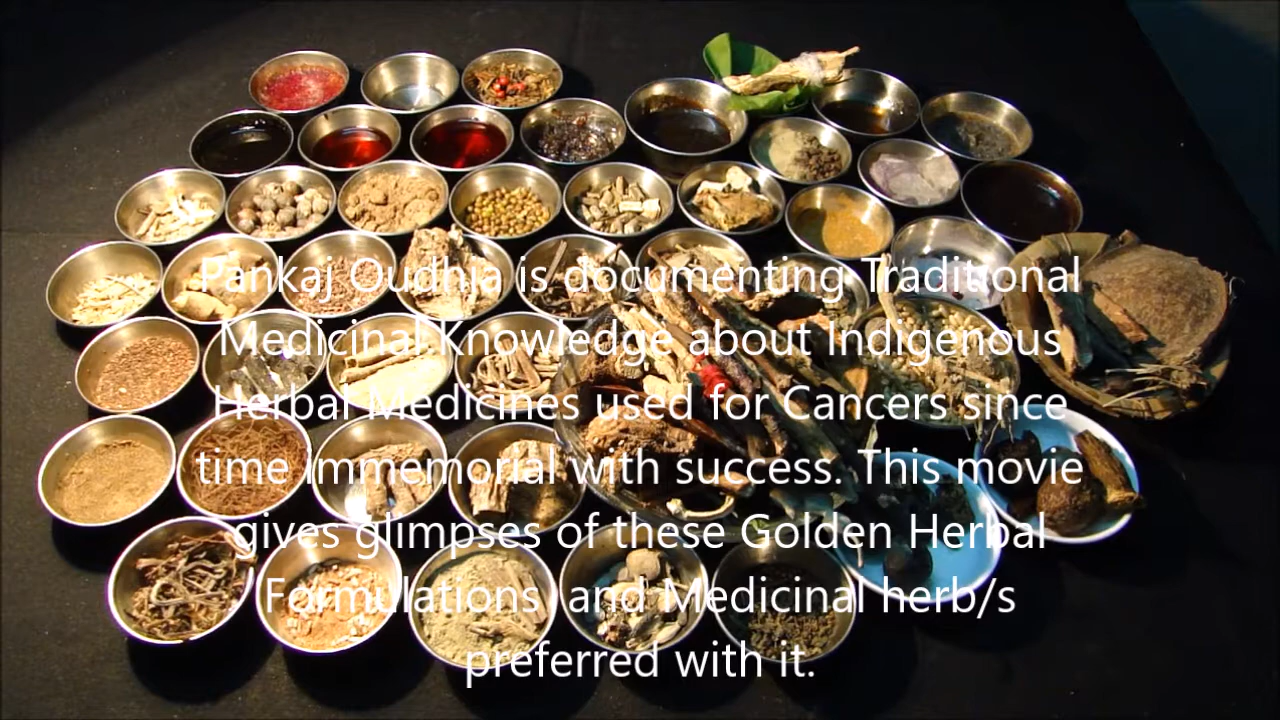 Pankaj Oudhia is documenting Traditional
Medicinal Knowledge about Indigenous
Herbal Medicines used for Cancers since
time immemorial with success. This movie
gives glimpses of these Golden Herbal
Formulations  and Medicinal herb/s
preferred with it.